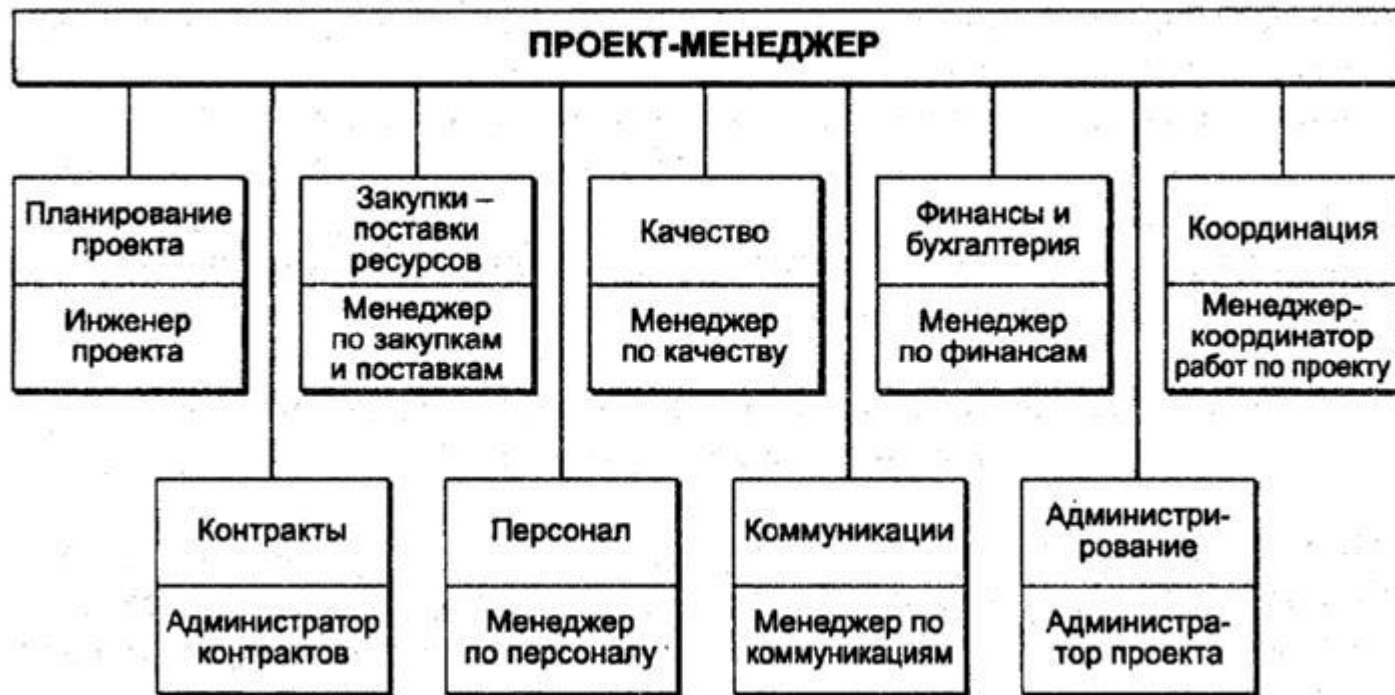 ПРОЕКТ-МЕНЕДЖЕР
Планирование
проекта
Инженер
проекта
Закупки –
поставки
ресурсов
Менеджер
по закупкам
и поставкам
Качество
Менеджер
по качеству
Финансы и
бухгалтерия
Менеджер
по финансам
Координация
Менеджер-
координатор
работ по проекту
Контракты
Администратор
контрактов
Персонал
Менеджер
по персоналу
Коммуникации
Менеджер по
коммуникациям
Администри-
рование
Администра-
тор проекта